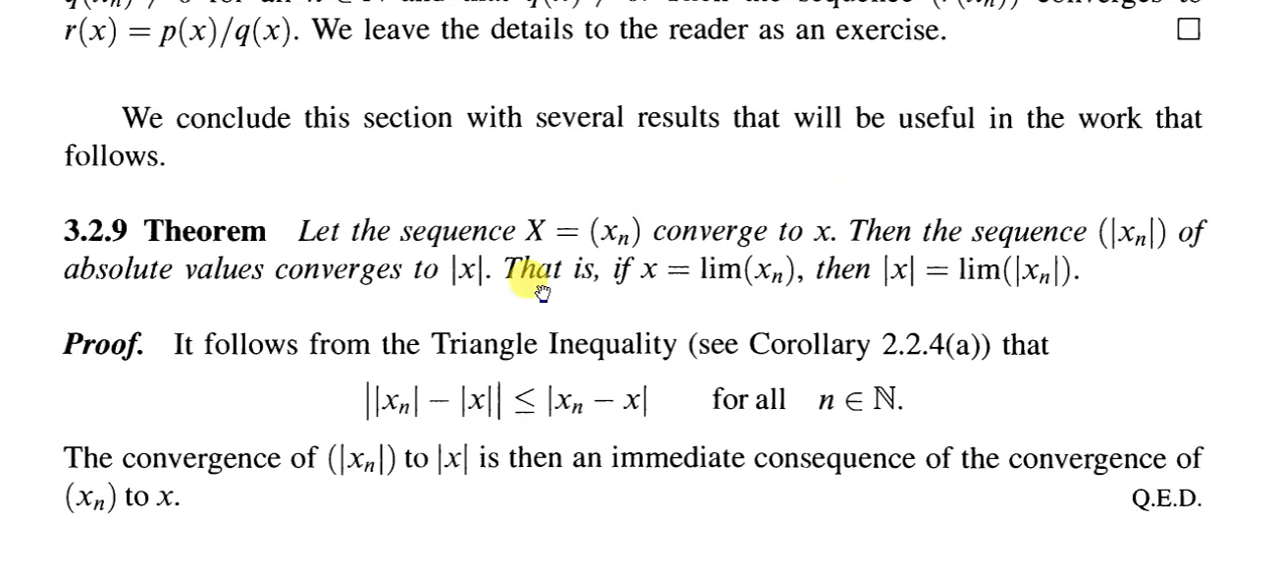 r(x) = p(x)/q(x). We leave the details to the reader as an exercise. □
We conclude this section with several results that will be useful in the work that
follows.
3.2.9 Theorem Let the sequence X = (xₙ) converge to x. Then the sequence (|xₙ|) of
absolute values converges to |x|. That is, if x = lim(xₙ), then |x| = lim(|xₙ|).
Proof. It follows from the Triangle Inequality (see Corollary 2.2.4(a)) that
||xₙ| − |x|| ≤ |xₙ − x| for all n ∈ ℕ.
The convergence of (|xₙ|) to |x| is then an immediate consequence of the convergence of
(xₙ) to x. Q.E.D.